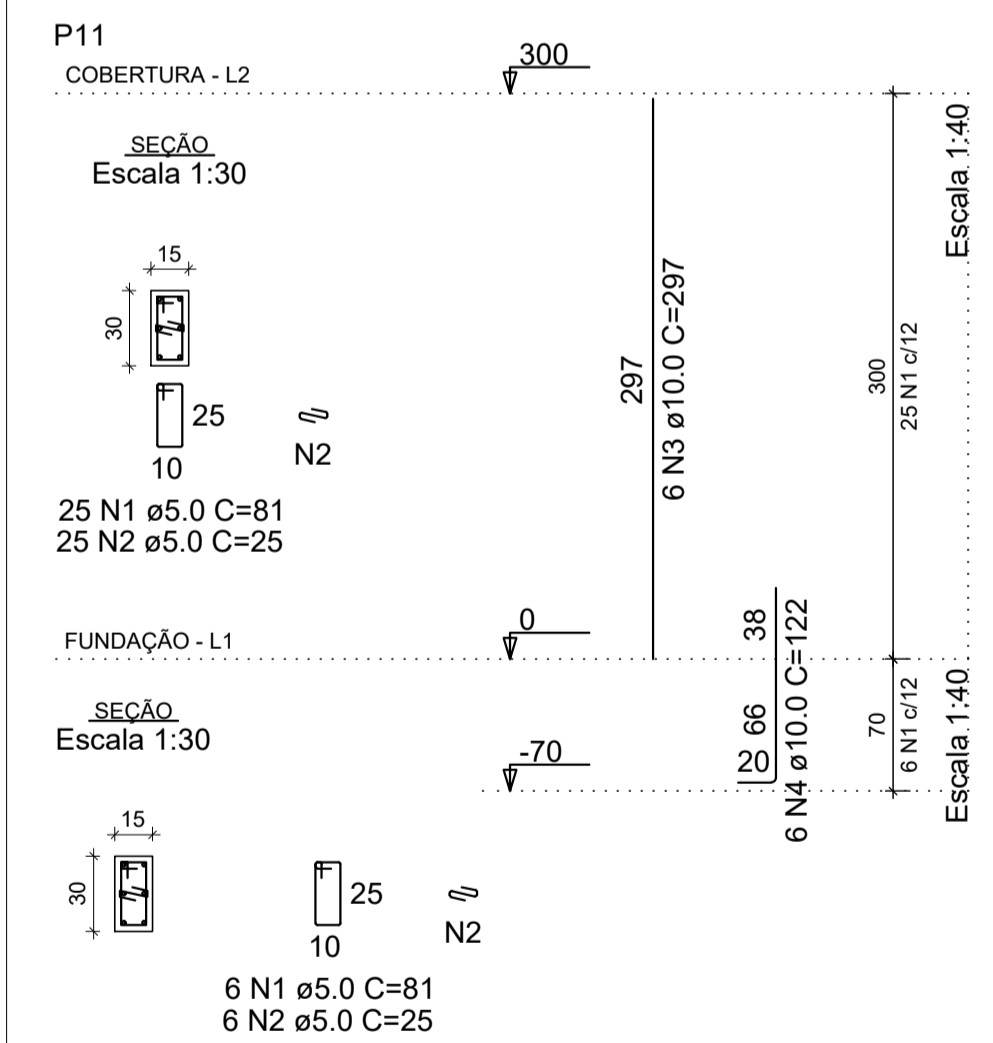 P11
COBERTURA - L2
300
SEÇÃO
Escala 1:30
Escala 1:40
15
30
25
10
N2
25 N1 ø5.0 C=81
25 N2 ø5.0 C=25
297
6 N3 ø10.0 C=297
300
25 N1 c/12
FUNDAÇÃO - L1
0
SEÇÃO
Escala 1:30
-70
38
66
20
6 N4 ø10.0 C=122
70
6 N1 c/12
Escala 1:40
15
30
25
10
N2
6 N1 ø5.0 C=81
6 N2 ø5.0 C=25